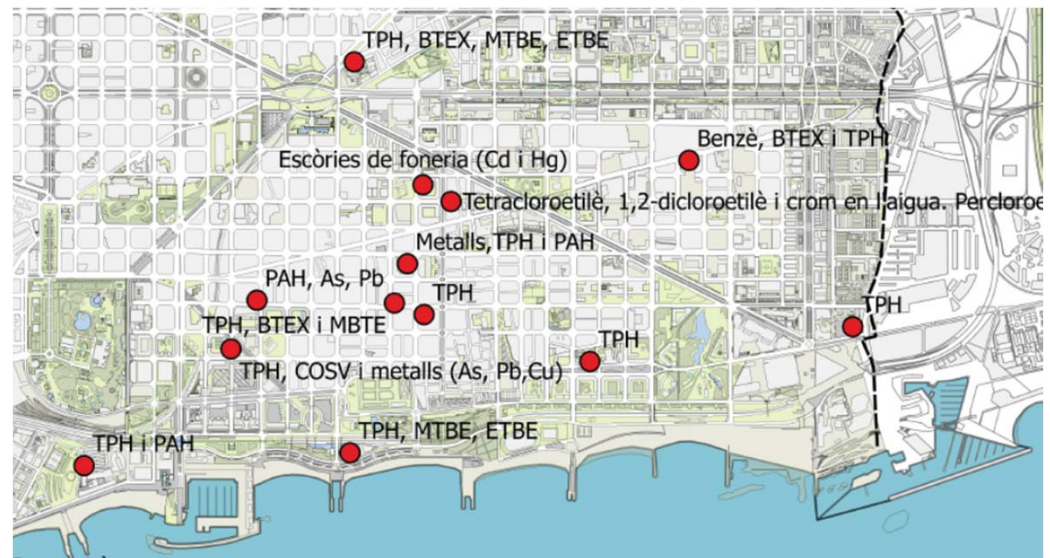 TPH, BTEX, MTBE, ETBE
Benzè, BTEX i TPH
Escòries de foneria (Cd i Hg)
Tetracloroetilè, 1,2-dicloroetilè i crom en l'aigua. Percloroe
Metalls,TPH i PAH
PAH, As, Pb
TPH
TPH
TPH, BTEX i MBTE
TPH
TPH, COSV i metalls (As, Pb,Cu)
TPH, MTBE, ETBE
TPH i PAH